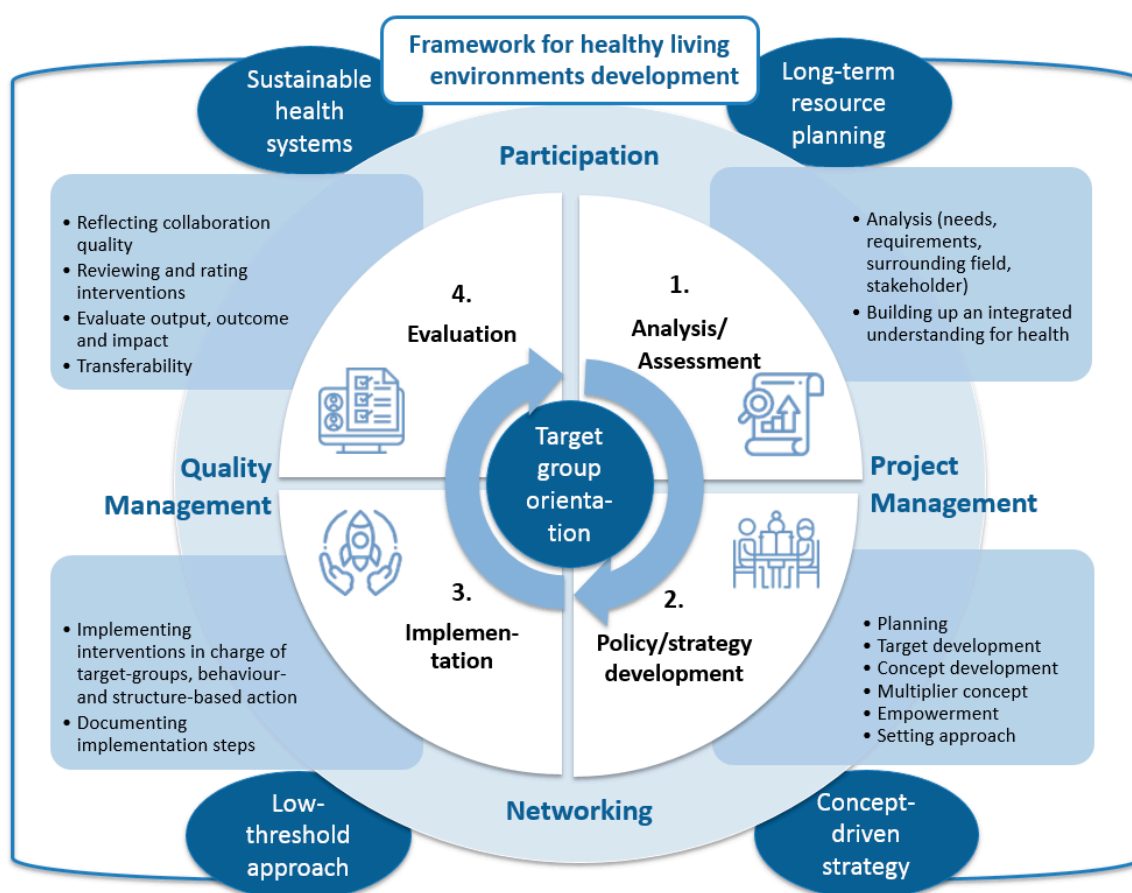 Framework for healthy living
environments development
Sustainable
health
systems
Long-term
resource
planning
Participation
• Reflecting collaboration
quality
• Reviewing and rating
interventions
• Evaluate output, outcome
and impact
• Transferability
4.
Evaluation
1.
Analysis/
Assessment
• Analysis (needs,
requirements,
surrounding field,
stakeholder)
• Building up an integrated
understanding for health
Quality
Management
Target
group
orienta-
tion
Project
Management
• Implementing
interventions in charge of
target-groups, behaviour-
and structure-based action
• Documenting
implementation steps
3.
Implemen-
tation
2.
Policy/strategy
development
• Planning
• Target development
• Concept development
• Multiplier concept
• Empowerment
• Setting approach
Networking
Low-
threshold
approach
Concept-
driven
strategy